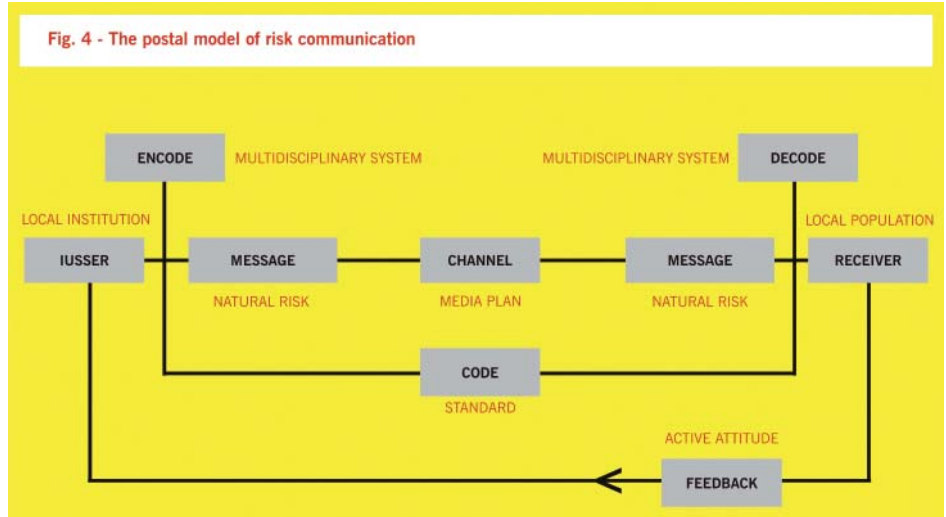 Fig. 4 - The postal model of risk communication
ENCODE MULTIDISCIPLINARY SYSTEM MULTIDISCIPLINARY SYSTEM DECODE
LOCAL INSTITUTION LOCAL POPULATION
IUSSER MESSAGE CHANNEL MESSAGE RECEIVER
NATURAL RISK MEDIA PLAN NATURAL RISK
CODE
STANDARD
ACTIVE ATTITUDE
FEEDBACK